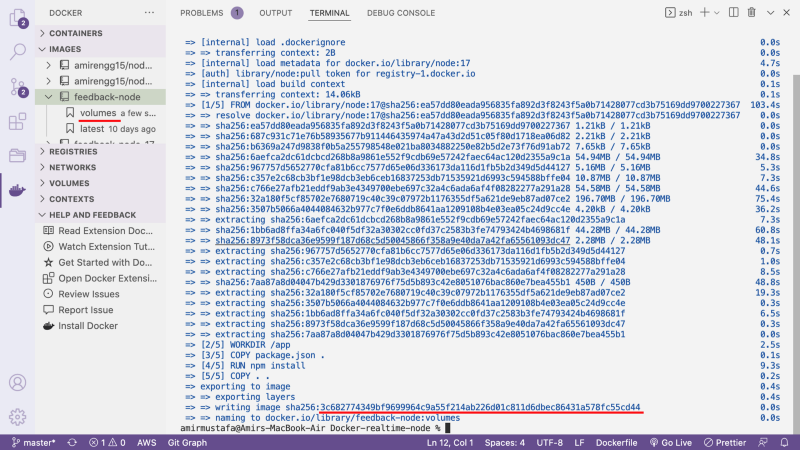 DOCKER ···
CONTAINERS
IMAGES
amirengg15/nod...
amirengg15/nod...
feedback-node
volumes a few s...
latest 10 days ago
REGISTRIES
NETWORKS
VOLUMES
CONTEXTS
HELP AND FEEDBACK
Read Extension Doc...
Watch Extension Tut...
Get Started with Do...
Open Docker Extensi...
Review Issues
Report Issue
Install Docker
2
2
PROBLEMS 1 OUTPUT TERMINAL DEBUG CONSOLE zsh
=> [internal] load .dockerignore 0.0s
=> => transferring context: 2B 0.0s
=> [internal] load metadata for docker.io/library/node:17 4.7s
=> [auth] library/node:pull token for registry-1.docker.io 0.0s
=> [internal] load build context 0.1s
=> => transferring context: 14.06kB 0.1s
=> [1/5] FROM docker.io/library/node:17@sha256:ea57dd80eada956835fa892d3f8243f5a0b71428077cd3b75169dd9700227367 103.4s
=> => resolve docker.io/library/node:17@sha256:ea57dd80eada956835fa892d3f8243f5a0b71428077cd3b75169dd9700227367 0.0s
=> => sha256:ea57dd80eada956835fa892d3f8243f5a0b71428077cd3b75169dd9700227367 1.21kB / 1.21kB 0.0s
=> => sha256:687c931c71e76b58935677b911446435974a47a43d2d51c05f80d1718ea06d82 2.21kB / 2.21kB 0.0s
=> => sha256:b6369a247d9838f0b5a255798548e021ba8034882250e82b5d2e73f76d91ab72 7.65kB / 7.65kB 0.0s
=> => sha256:6aefca2dc61dcbcd268b8a9861e552f9cdb69e57242faec64ac120d2355a9c1a 54.94MB / 54.94MB 34.8s
=> => sha256:967757d5652770cfa81b6cc7577d65e06d336173da116d1fb5b2d349d5d44127 5.16MB / 5.16MB 5.3s
=> => sha256:c357e2c68cb3bf1e98dcb3eb6ceb16837253db71535921d6993c594588bffe04 10.87MB / 10.87MB 7.3s
=> => sha256:c766e27afb21eddf9ab3e4349700ebe697c32a4c6ada6af4f08282277a291a28 54.58MB / 54.58MB 44.6s
=> => sha256:32a180f5cf85702e7680719c40c39c07972b1176355df5a621de9eb87ad07ce2 196.70MB / 196.70MB 75.4s
=> => sha256:3507b5066a4044084632b977c7f0e6ddb8641aa1209108b4e03ea05c24d9cc4e 4.20kB / 4.20kB 36.2s
=> => extracting sha256:6aefca2dc61dcbcd268b8a9861e552f9cdb69e57242faec64ac120d2355a9c1a 7.3s
=> => sha256:1bb6ad8ffa34a6fc040f5df32a30302cc0fd37c2583f3fe74793424b4698681f 44.28MB / 44.28MB 60.8s
=> => sha256:8973f58dca36e9599f187d68c5d50045866f358a9e40da7a42fa65561093dc47 2.28MB / 2.28MB 48.1s
=> => extracting sha256:967757d5652770cfa81b6cc7577d65e06d336173da116d1fb5b2d349d5d44127 0.7s
=> => extracting sha256:c357e2c68cb3bf1e98dcb3eb6ceb16837253db71535921d6993c594588bffe04 1.0s
=> => extracting sha256:c766e27afb21eddf9ab3e4349700ebe697c32a4c6ada6af4f08282277a291a28 8.5s
=> => sha256:7aa87a8d04047b429d3301876976f75d5b893c42e8051076bac860e7bea455b1 450B / 450B 48.8s
=> => extracting sha256:32a180f5cf85702e7680719c40c39c07972b1176355df5a621de9eb87ad07ce2 19.3s
=> => extracting sha256:3507b5066a4044084632b977c7f0e6ddb8641aa1209108b4e03ea05c24d9cc4e 0.3s
=> => extracting sha256:1bb6ad8ffa34a6fc040f5df32a30302cc0fd37c2583f3fe74793424b4698681f 6.5s
=> => extracting sha256:8973f58dca36e9599f187d68c5d50045866f358a9e40da7a42fa65561093dc47 0.3s
=> => extracting sha256:7aa87a8d04047b429d3301876976f75d5b893c42e8051076bac860e7bea455b1 0.0s
=> [2/5] WORKDIR /app 2.5s
=> [3/5] COPY package.json . 0.1s
=> [4/5] RUN npm install 9.3s
=> [5/5] COPY . . 0.2s
=> exporting to image 0.4s
=> => exporting layers 0.4s
=> => writing image sha256:3c682774349bf9699964c9a55f214ab226d01c811d6dbec86431a578fc55cd44 0.0s
=> => naming to docker.io/library/feedback-node:volumes 0.0s
amirmustafa@Amirs-MacBook-Air Docker-realtime-node %
master* 1 0 AWS Git Graph Ln 12, Col 1 Spaces: 4 UTF-8 LF Dockerfile Go Live Prettier